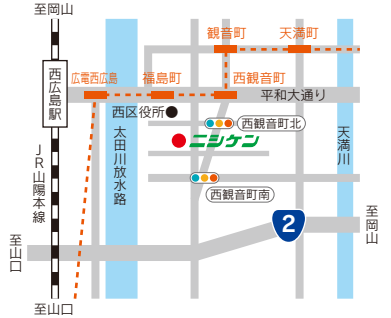 至岡山
観音町
天満町
広電西広島
福島町
西観音町
西広島駅
平和大通り
西区役所
西観音町北
ニシケン
太田川放水路
天満川
JR山陽本線
西観音町南
2
至岡山
至山口
至山口